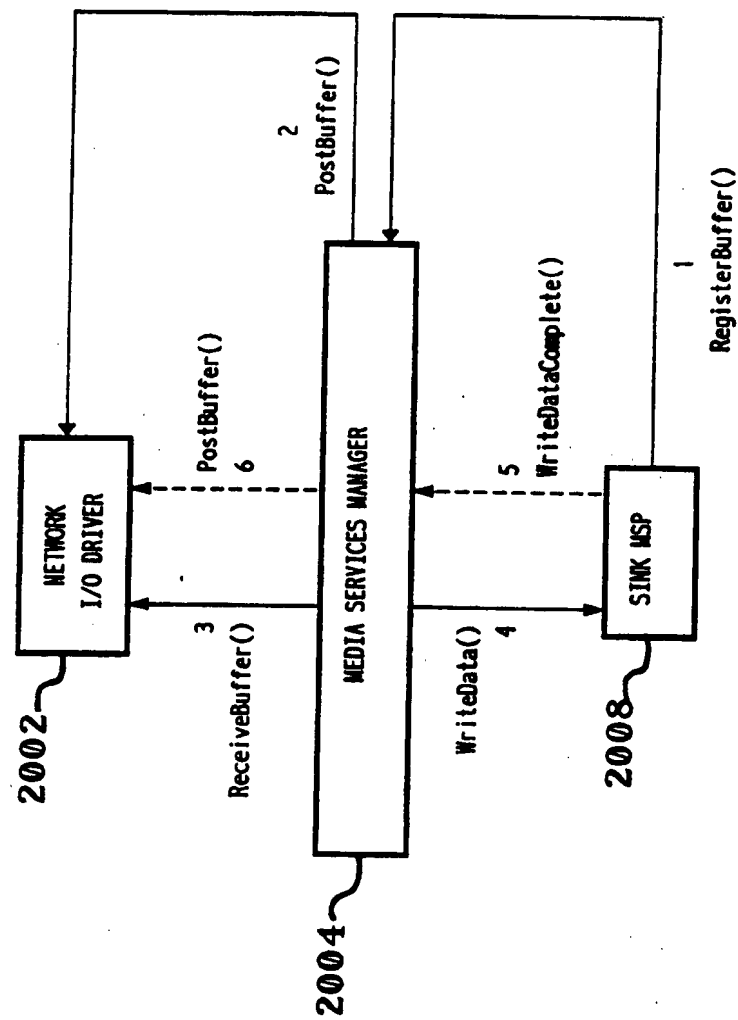 NETWORK
I/O DRIVER
2002
2
PostBuffer()
PostBuffer()
6
3
ReceiveBuffer()
MEDIA SERVICES MANAGER
2004
WriteData()
4
5
WriteDataComplete()
SINK MSP
2008
1
RegisterBuffer()